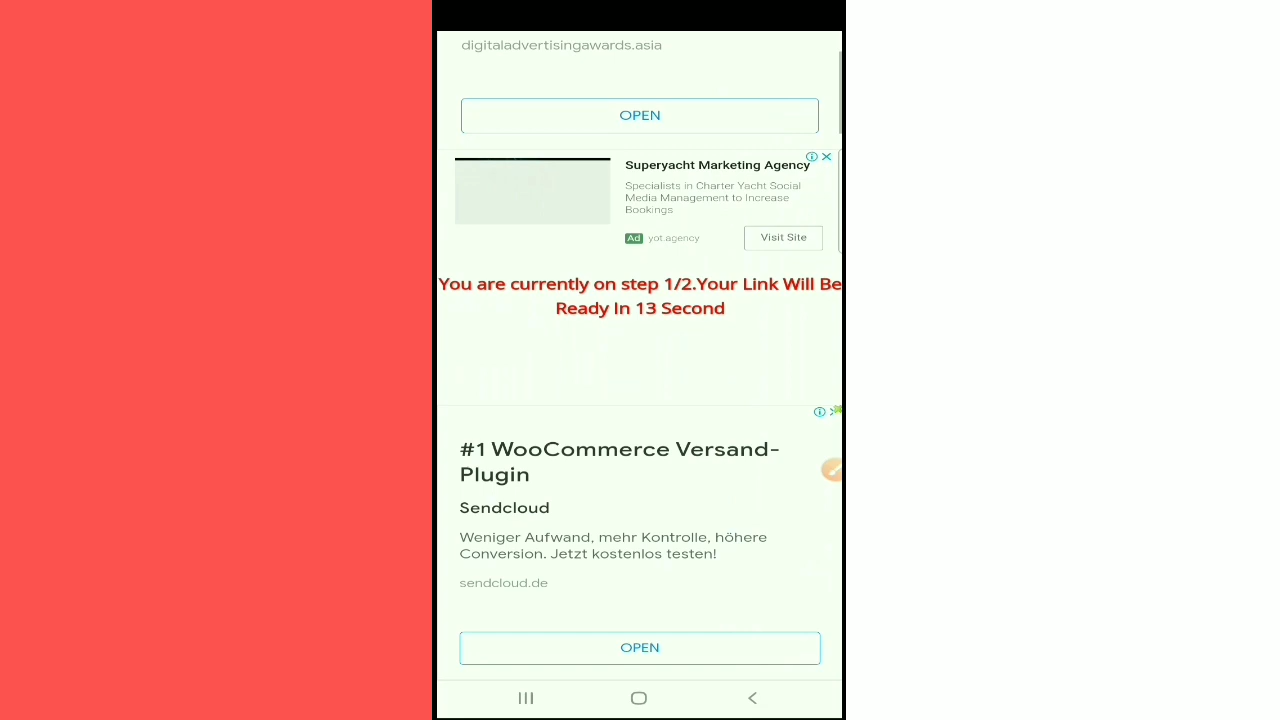 digitaladvertisingawards.asia
OPEN
Superyacht Marketing Agency
Specialists in Charter Yacht Social
Media Management to Increase
Bookings
Ad yot.agency
Visit Site
You are currently on step 1/2.Your Link Will Be
Ready In 13 Second
#1 WooCommerce Versand-
Plugin
Sendcloud
Weniger Aufwand, mehr Kontrolle, höhere
Conversion. Jetzt kostenlos testen!
sendcloud.de
OPEN